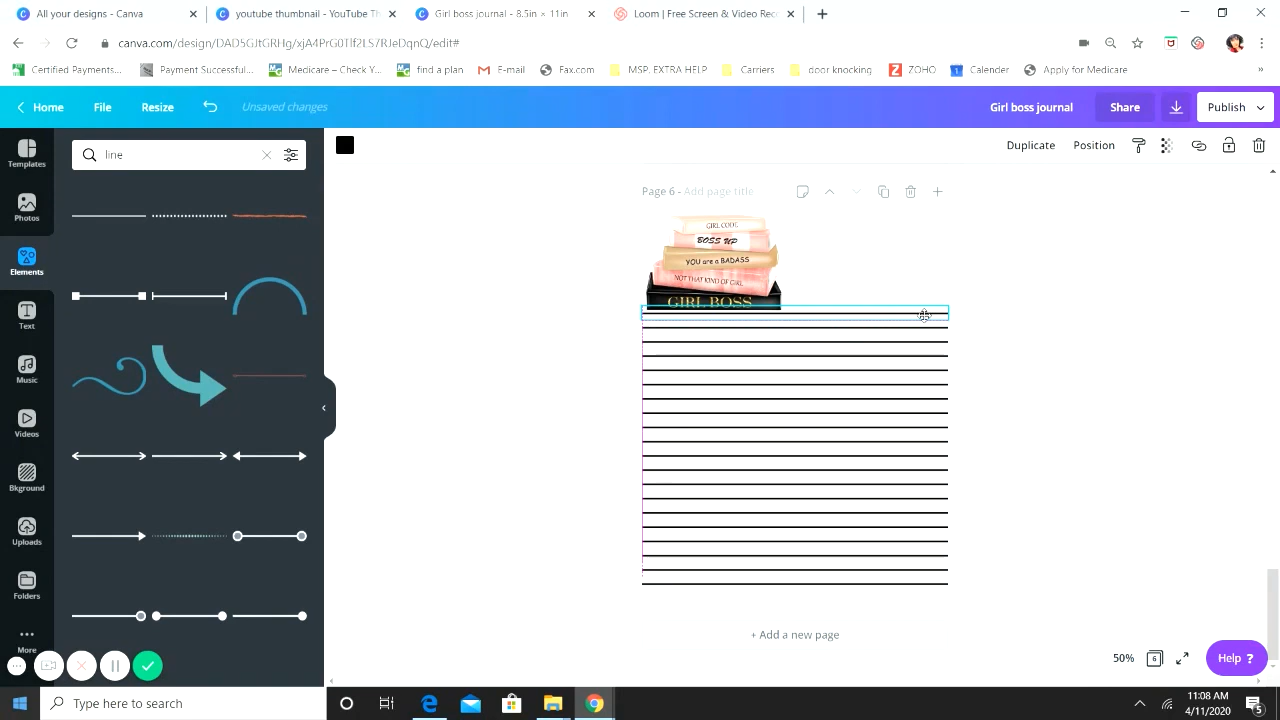 All your designs - Canva
youtube thumbnail - YouTube Th
Girl boss journal - 8.5in × 11in
Loom | Free Screen & Video Rec
canva.com/design/DAD5GJtGRHg/xjA4PrG0Tlf2LS7RJeDqnQ/edit#
Certified Payments...
Payment Successful...
Medicare – Check Y...
find a plan
E-mail
Fax.com
MSP. EXTRA HELP
Carriers
door knocking
ZOHO
Calender
Apply for Medicare
Home
File
Resize
Unsaved changes
Girl boss journal
Share
Publish
Templates
Photos
Elements
Text
Music
Videos
Bkground
Uploads
Folders
More
line
Duplicate
Position
Page 6 - Add page title
GIRL CODE
BOSS UP
YOU are a BADASS
NOT THAT KIND OF GIRL
GIRL BOSS
+ Add a new page
50%
6
Help ?
Type here to search
11:08 AM
4/11/2020
5